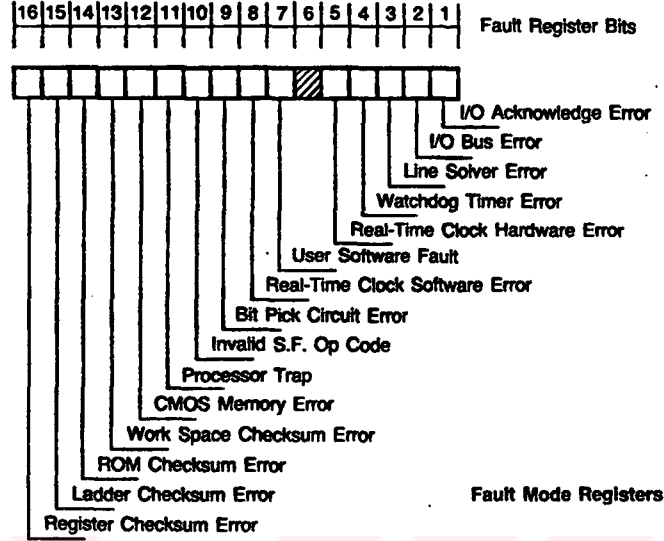 16 15 14 13 12 11 10 9 8 7 6 5 4 3 2 1 Fault Register Bits
I/O Acknowledge Error
I/O Bus Error
Line Solver Error
Watchdog Timer Error
Real-Time Clock Hardware Error
User Software Fault
Real-Time Clock Software Error
Bit Pick Circuit Error
Invalid S.F. Op Code
Processor Trap
CMOS Memory Error
Work Space Checksum Error
ROM Checksum Error
Ladder Checksum Error Fault Mode Registers
Register Checksum Error